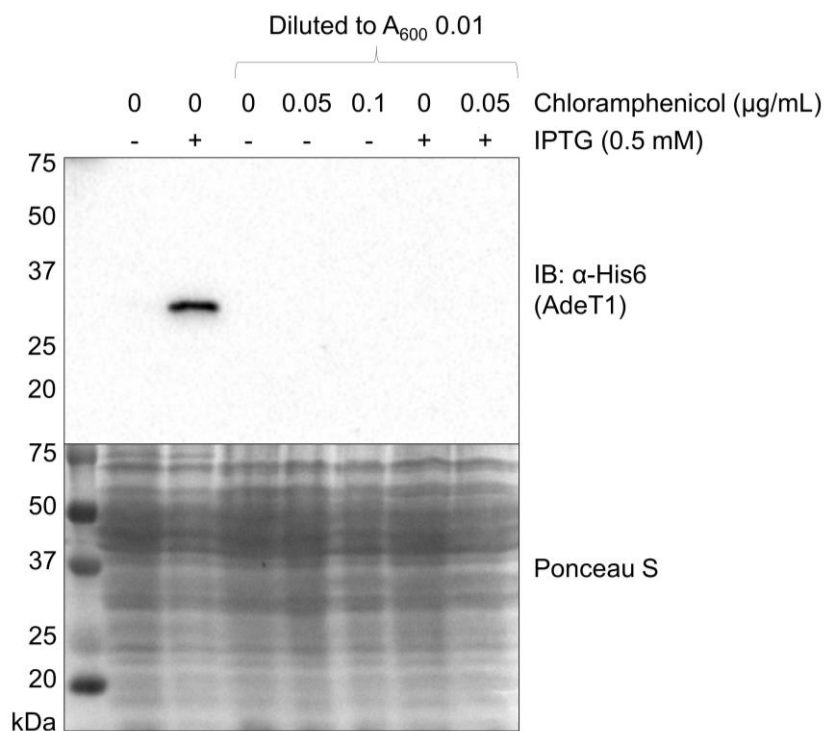 Diluted to A600 0.01
0 0 0 0.05 0.1 0 0.05 Chloramphenicol (µg/mL)
- + - - - + + IPTG (0.5 mM)
75
50
37
25
20
IB: α-His6
(AdeT1)
75
50
37
25
20
kDa
Ponceau S